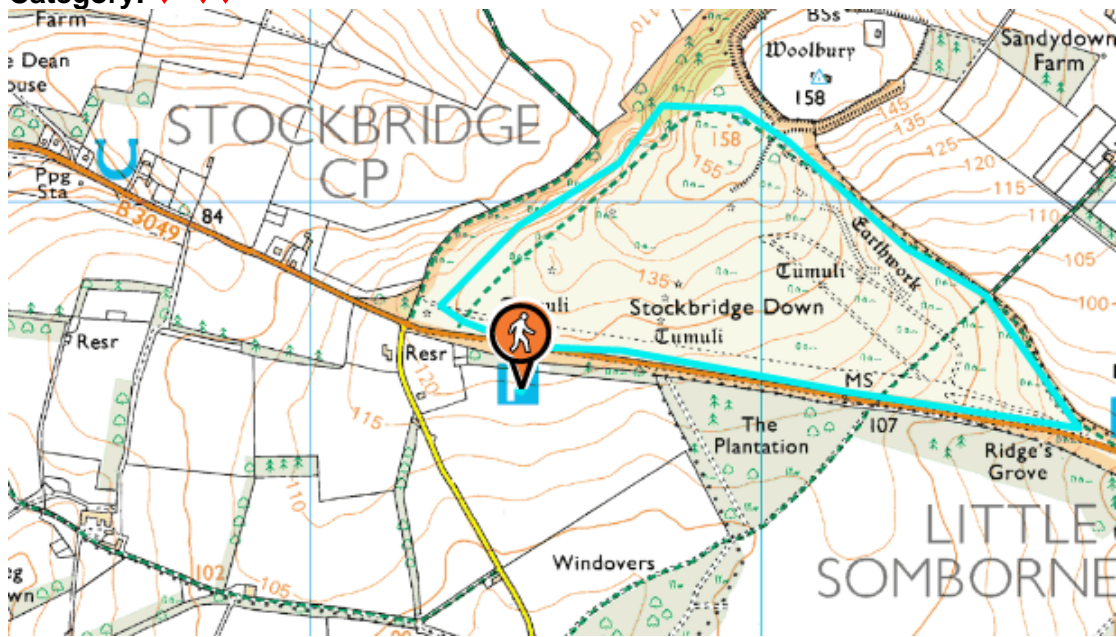 Category:
Farm
BSs
Woolbury
158
Sandydown
Farm
e Dean
ouse
110
STOCKBRIDGE
CP
Ppg
Sta
B 3049
84
158
155
145
135
125
120
115
110
105
100
Earthwork
Tumuli
135
Stockbridge Down
Tumuli
Resr
Resr
120
115
MS
107
The
Plantation
Ridge's
Grove
110
LITTLE
SOMBORNE
Windovers
102
105